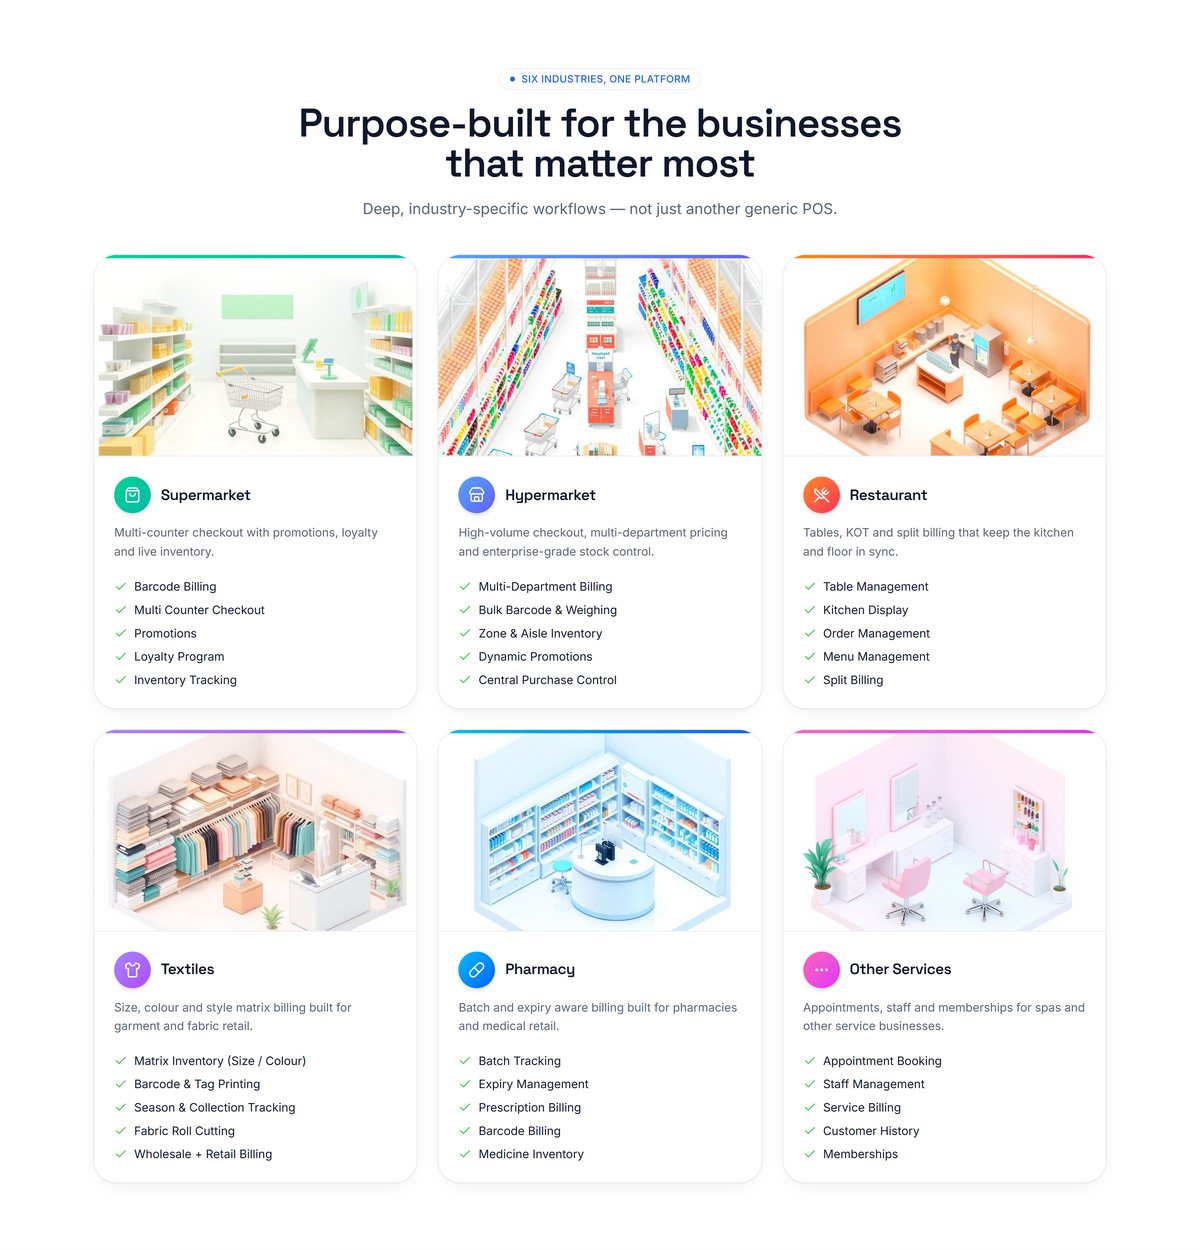 SIX INDUSTRIES, ONE PLATFORM
Purpose-built for the businesses
that matter most
Deep, industry-specific workflows — not just another generic POS.
Supermarket
Multi-counter checkout with promotions, loyalty
and live inventory.
Barcode Billing
Multi Counter Checkout
Promotions
Loyalty Program
Inventory Tracking
Hypermarket
High-volume checkout, multi-department pricing
and enterprise-grade stock control.
Multi-Department Billing
Bulk Barcode & Weighing
Zone & Aisle Inventory
Dynamic Promotions
Central Purchase Control
Restaurant
Tables, KOT and split billing that keep the kitchen
and floor in sync.
Table Management
Kitchen Display
Order Management
Menu Management
Split Billing
Textiles
Size, colour and style matrix billing built for
garment and fabric retail.
Matrix Inventory (Size / Colour)
Barcode & Tag Printing
Season & Collection Tracking
Fabric Roll Cutting
Wholesale + Retail Billing
Pharmacy
Batch and expiry aware billing built for pharmacies
and medical retail.
Batch Tracking
Expiry Management
Prescription Billing
Barcode Billing
Medicine Inventory
Other Services
Appointments, staff and memberships for spas and
other service businesses.
Appointment Booking
Staff Management
Service Billing
Customer History
Memberships